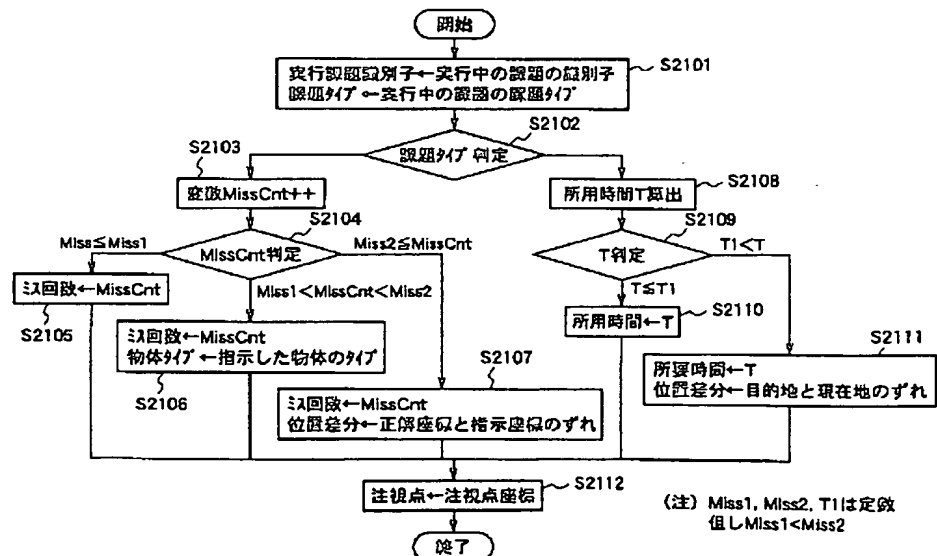 開始
S2101
実行課題識別子←実行中の課題の識別子
課題タイプ←実行中の課題の課題タイプ
S2102
課題タイプ 判定
S2103
変数MissCnt++
S2108
所用時間T算出
S2104
MissCnt判定
Miss≦Miss1
Miss2≦MissCnt
Miss1<MissCnt<Miss2
S2109
T判定
T1<T
T≦T1
ミス回数←MissCnt
S2105
S2110
所用時間←T
ミス回数←MissCnt
物体タイプ←指示した物体のタイプ
S2106
S2107
ミス回数←MissCnt
位置差分←正解座標と指示座標のずれ
S2111
所要時間←T
位置差分←目的地と現在地のずれ
注視点←注視点座標
S2112
終了
(注) Miss1, Miss2, T1は定数
但しMiss1<Miss2